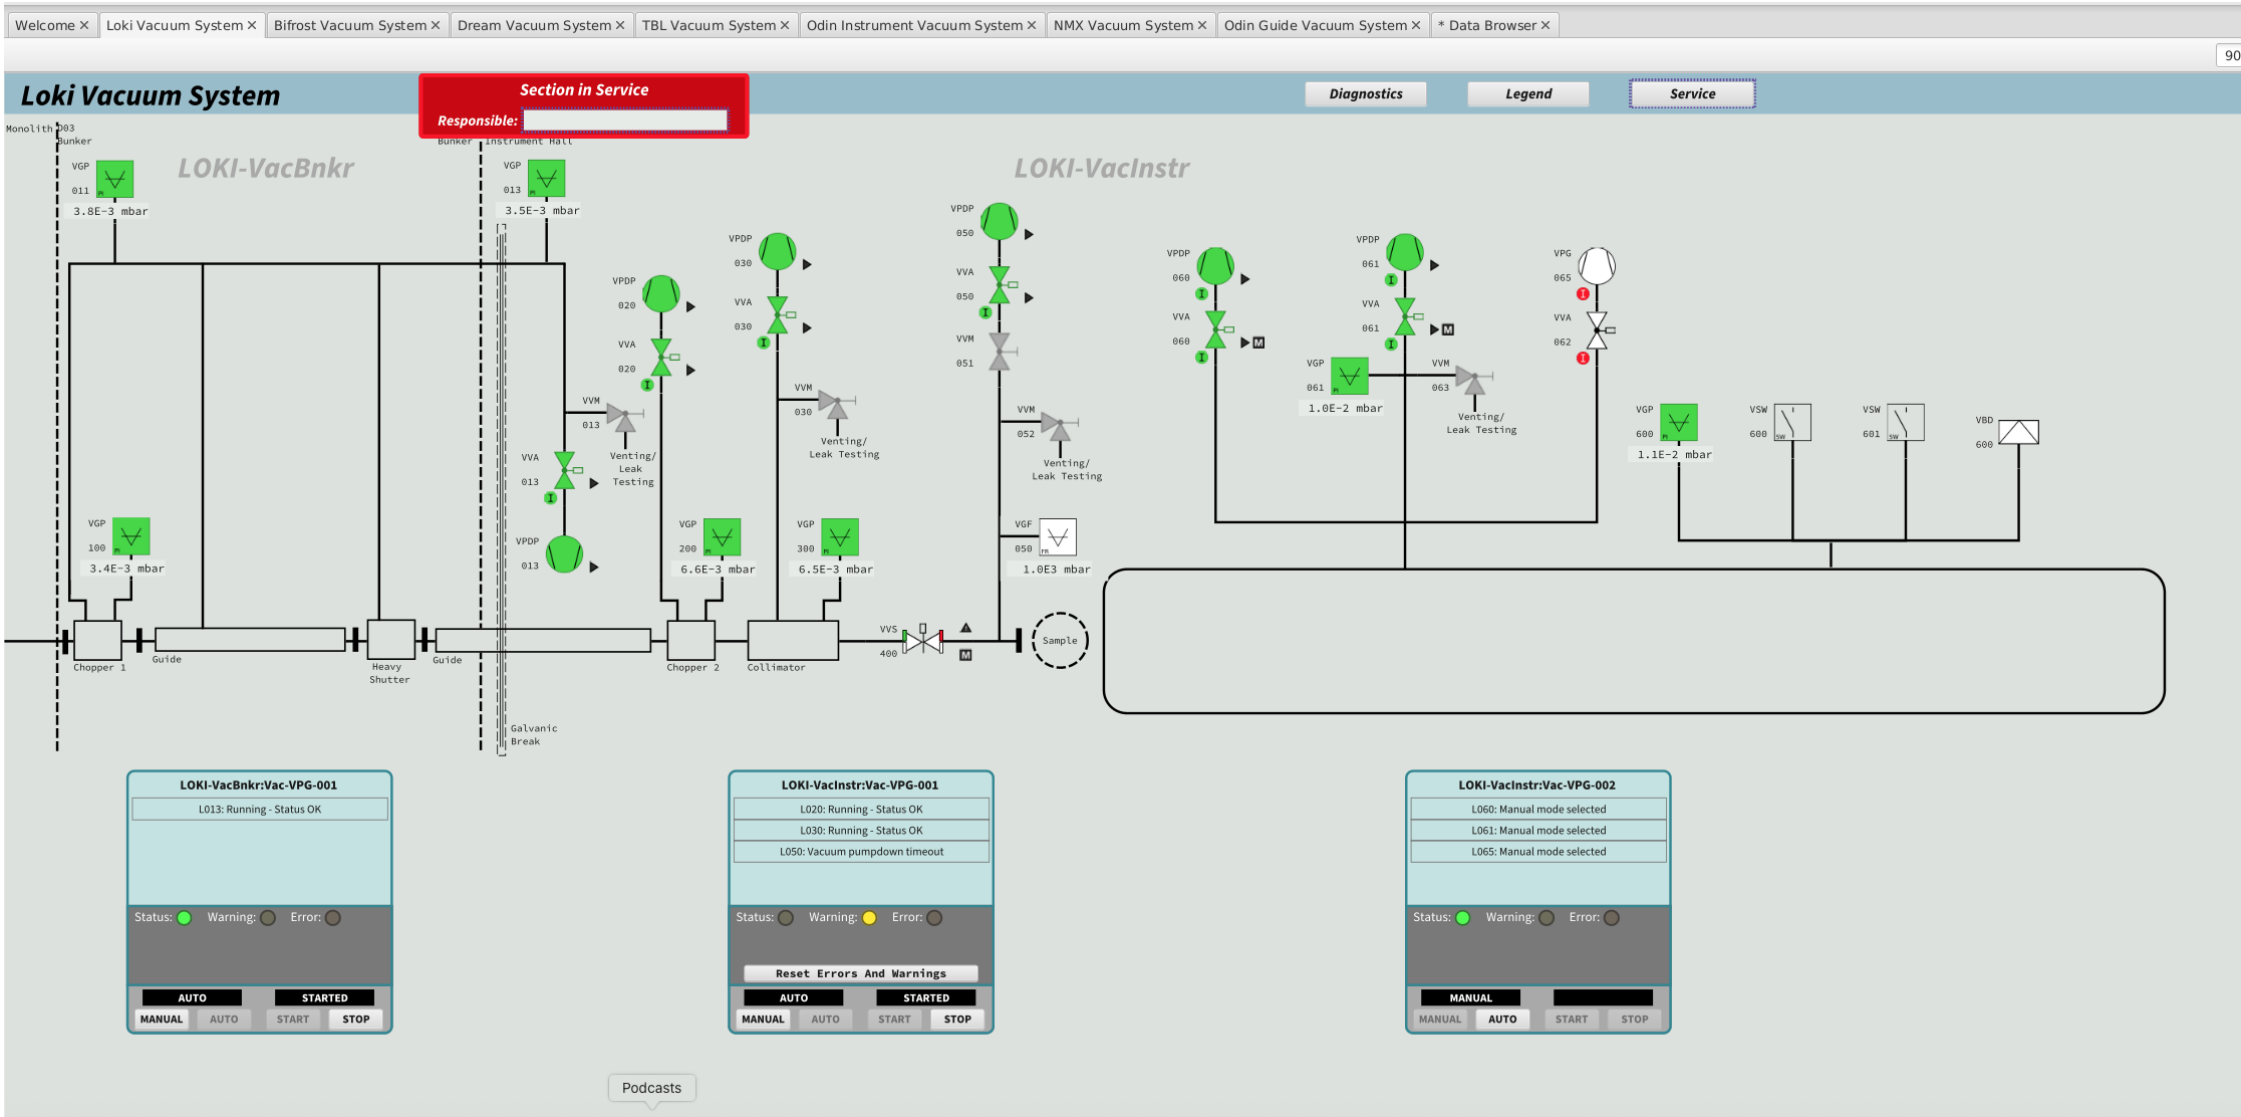 Welcome ✕ Loki Vacuum System ✕ Bifrost Vacuum System ✕ Dream Vacuum System ✕ TBL Vacuum System ✕ Odin Instrument Vacuum System ✕ NMX Vacuum System ✕ Odin Guide Vacuum System ✕ * Data Browser ✕
90
Loki Vacuum System
Section in Service
Responsible:
Diagnostics
Legend
Service
Monolith D03
Bunker
Bunker Instrument Hall
LOKI-VacBnkr
LOKI-VacInstr
VGP
011
PI
3.8E-3 mbar
VGP
013
PI
3.5E-3 mbar
VPDP
020
VVA
020
I
VPDP
030
VVA
030
I
VPDP
050
VVA
050
I
VVM
051
VPDP
060
I
VVA
060
M
I
VPDP
061
I
VVA
061
M
I
VPG
065
I
VVA
062
I
VGP
061
PI
1.0E-2 mbar
VVM
063
Venting/
Leak Testing
VVM
013
Venting/
Leak
Testing
VVM
030
Venting/
Leak Testing
VVM
052
Venting/
Leak Testing
VGP
600
PI
1.1E-2 mbar
VSW
600
SW
VSW
601
SW
VBD
600
VVA
013
I
VPDP
013
VGP
100
PI
3.4E-3 mbar
VGP
200
PI
6.6E-3 mbar
VGP
300
PI
6.5E-3 mbar
VGF
050
FR
1.0E3 mbar
VVS
400
M
Sample
Chopper 1
Guide
Heavy
Shutter
Guide
Chopper 2
Collimator
Galvanic
Break
LOKI-VacBnkr:Vac-VPG-001
L013: Running - Status OK
Status: Warning: Error:
AUTO STARTED
MANUAL AUTO START STOP
LOKI-VacInstr:Vac-VPG-001
L020: Running - Status OK
L030: Running - Status OK
L050: Vacuum pumpdown timeout
Status: Warning: Error:
Reset Errors And Warnings
AUTO STARTED
MANUAL AUTO START STOP
LOKI-VacInstr:Vac-VPG-002
L060: Manual mode selected
L061: Manual mode selected
L065: Manual mode selected
Status: Warning: Error:
MANUAL
MANUAL AUTO START STOP
Podcasts